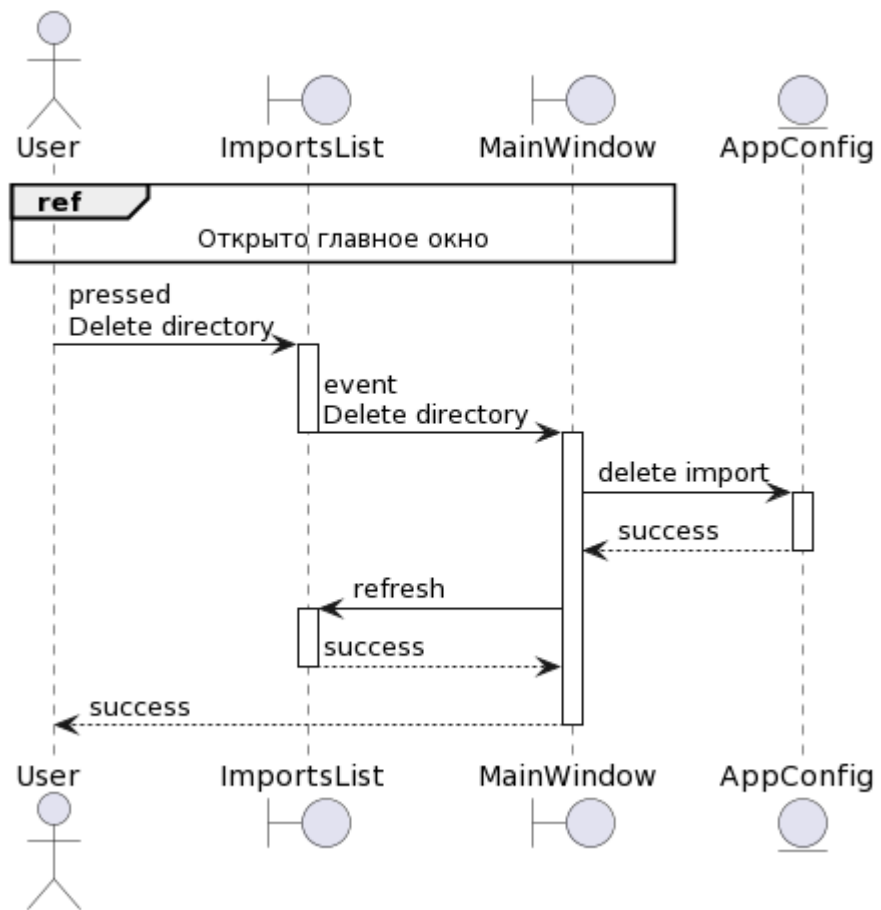 User
ImportsList
MainWindow
AppConfig
ref
Открыто главное окно
pressed
Delete directory
event
Delete directory
delete import
success
refresh
success
success
User
ImportsList
MainWindow
AppConfig